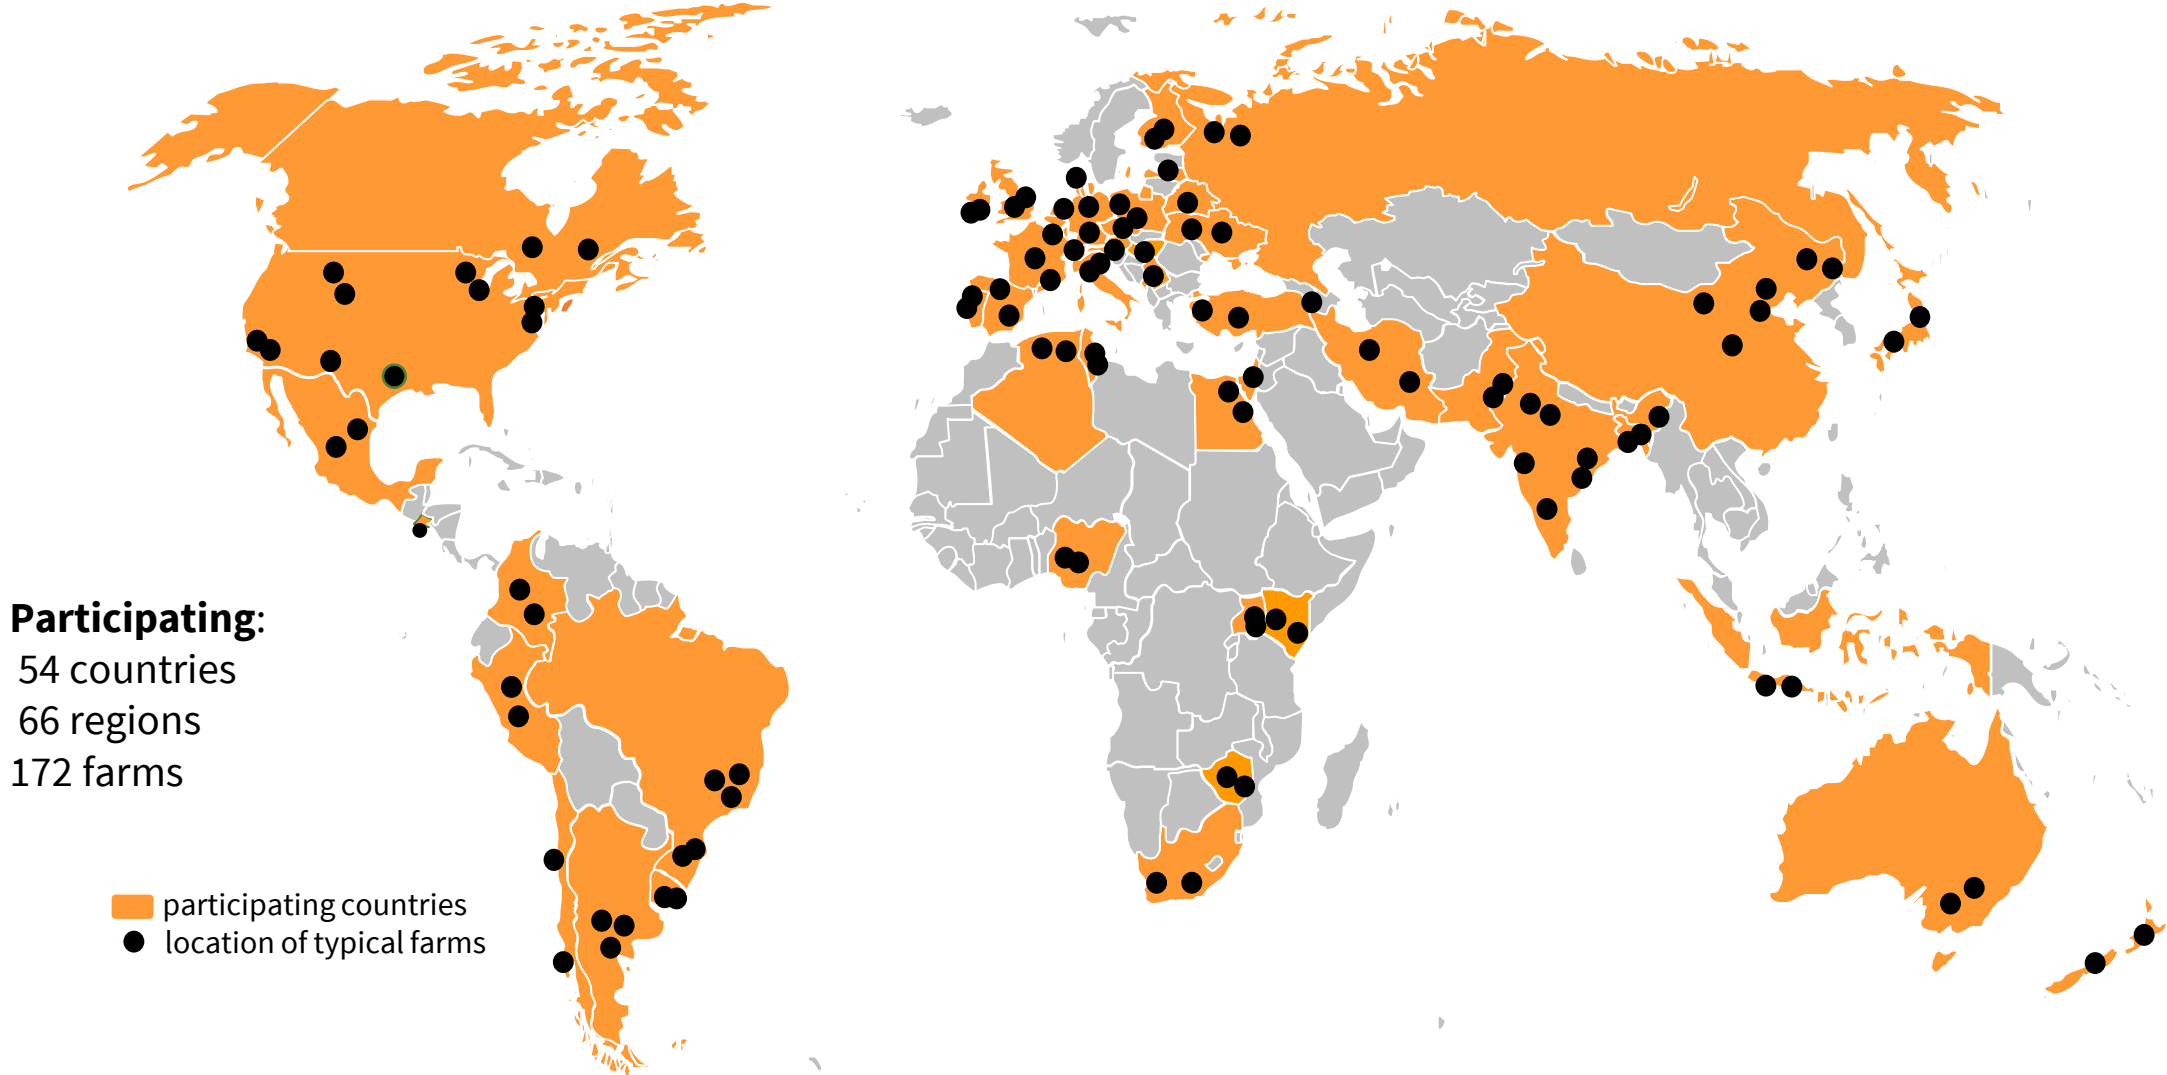 Participating:
54 countries
66 regions
172 farms
participating countries
location of typical farms